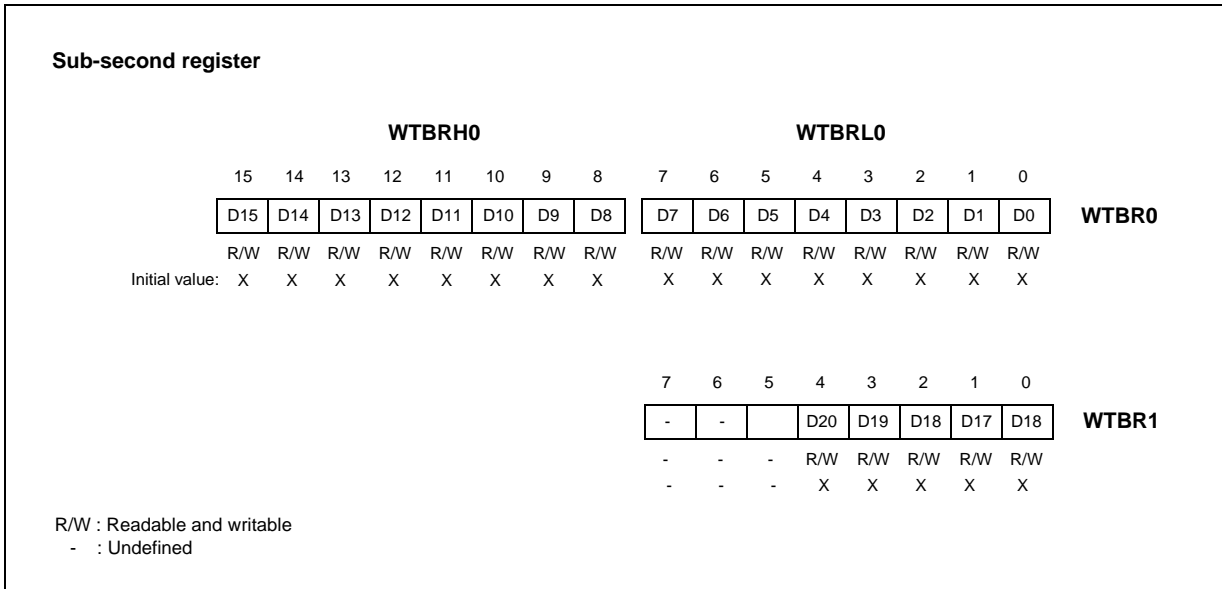 Sub-second register
WTBRH0 WTBRL0
15 14 13 12 11 10 9 8 7 6 5 4 3 2 1 0
D15 D14 D13 D12 D11 D10 D9 D8 D7 D6 D5 D4 D3 D2 D1 D0 WTBR0
R/W R/W R/W R/W R/W R/W R/W R/W R/W R/W R/W R/W R/W R/W R/W R/W
Initial value: X X X X X X X X X X X X X X X X
7 6 5 4 3 2 1 0
- - D20 D19 D18 D17 D18 WTBR1
- - - R/W R/W R/W R/W R/W
- - - X X X X X
R/W : Readable and writable
- : Undefined